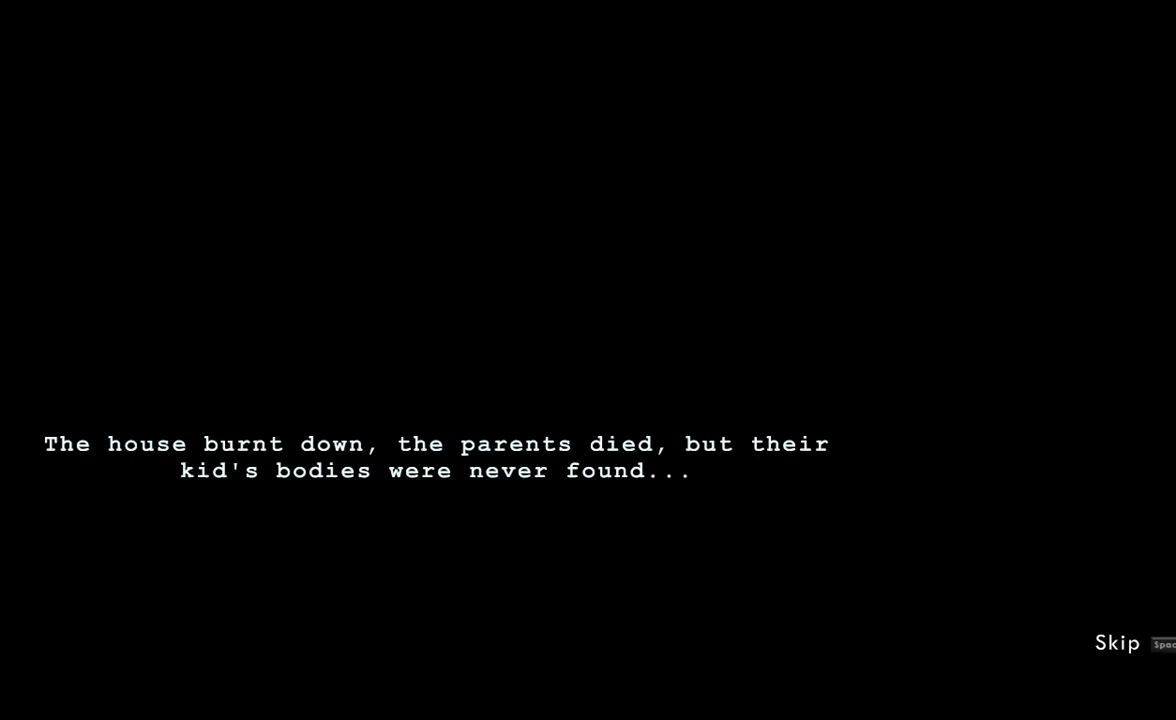 The house burnt down, the parents died, but their
kid's bodies were never found...
Skip